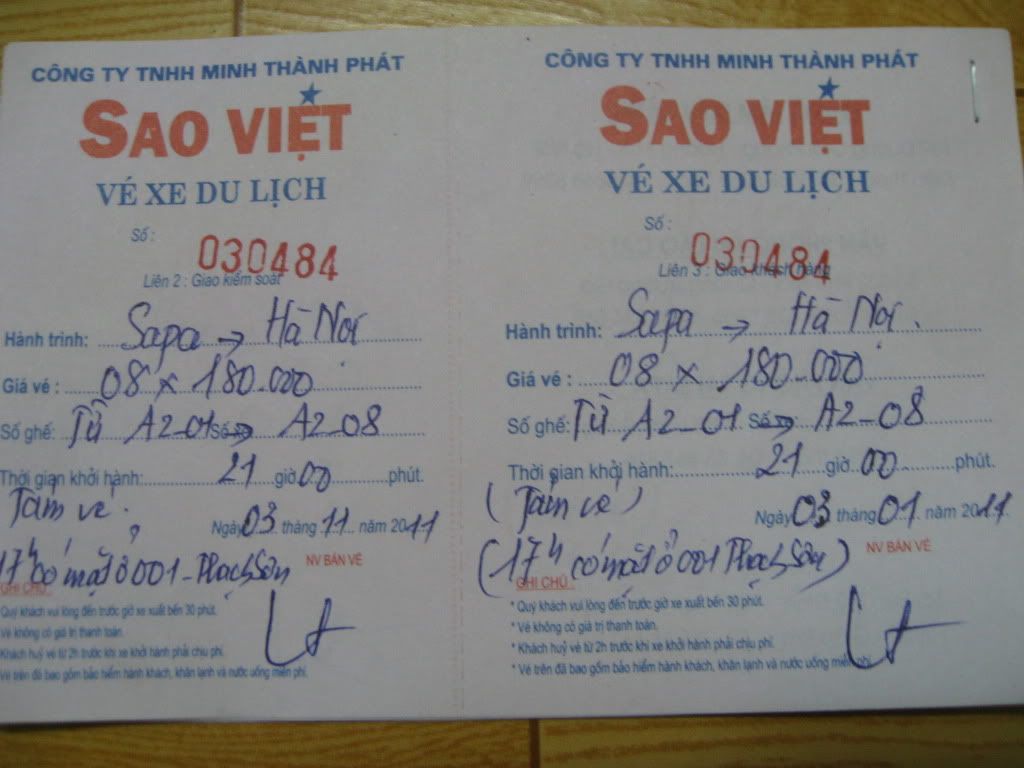 CÔNG TY TNHH MINH THÀNH PHÁT
SAO VIỆT
VÉ XE DU LỊCH
Số :
030484
Liên 2 : Giao kiểm soát
Hành trình: Sapa → Hà Nội
Giá vé : 08 x 180.000
Số ghế: Từ A2-01 Số → A2-08
Thời gian khởi hành: 21 giờ 00 phút.
Tám vé.
Ngày 03 tháng 11 năm 2011
17h có mặt ở 001 - Thạch Sơn
NV BÁN VÉ
GHI CHÚ :
Quý khách vui lòng đến trước giờ xe xuất bến 30 phút.
Vé không có giá trị thanh toán.
Khách huỷ vé từ 2h trước khi xe khởi hành phải chịu phí.
Vé trên đã bao gồm bảo hiểm hành khách, khăn lạnh và nước uống miễn phí.
CÔNG TY TNHH MINH THÀNH PHÁT
SAO VIỆT
VÉ XE DU LỊCH
Số :
030484
Liên 3 : Giao khách hàng
Hành trình: Sapa → Hà Nội.
Giá vé : 08 x 180.000
Số ghế: Từ A2-01 Số → A2-08
Thời gian khởi hành: 21 giờ 00 phút.
(Tám vé)
Ngày 03 tháng 01 năm 2011.
(17h có mặt ở 001 Thạch Sơn)
NV BÁN VÉ
GHI CHÚ :
* Quý khách vui lòng đến trước giờ xe xuất bến 30 phút.
* Vé không có giá trị thanh toán.
* Khách huỷ vé từ 2h trước khi xe khởi hành phải chịu phí.
* Vé trên đã bao gồm bảo hiểm hành khách, khăn lạnh và nước uống miễn phí.